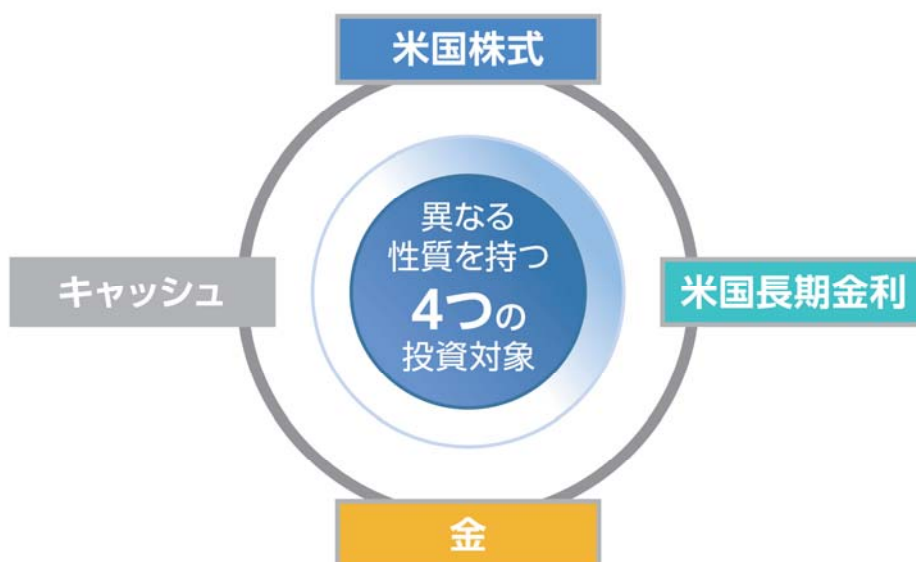 米国株式
異なる
性質を持つ
4つの
投資対象
キャッシュ
米国長期金利
金